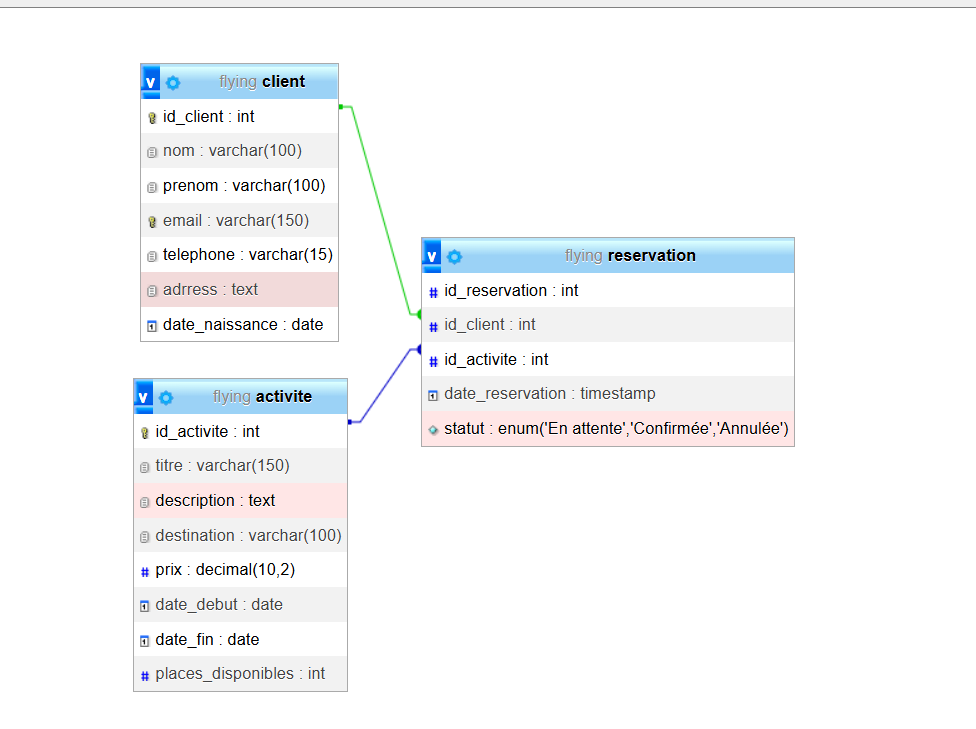 v flying client
id_client : int
nom : varchar(100)
prenom : varchar(100)
email : varchar(150)
telephone : varchar(15)
adrress : text
date_naissance : date
v flying activite
id_activite : int
titre : varchar(150)
description : text
destination : varchar(100)
# prix : decimal(10,2)
date_debut : date
date_fin : date
# places_disponibles : int
v flying reservation
# id_reservation : int
# id_client : int
# id_activite : int
date_reservation : timestamp
statut : enum('En attente','Confirmée','Annulée')